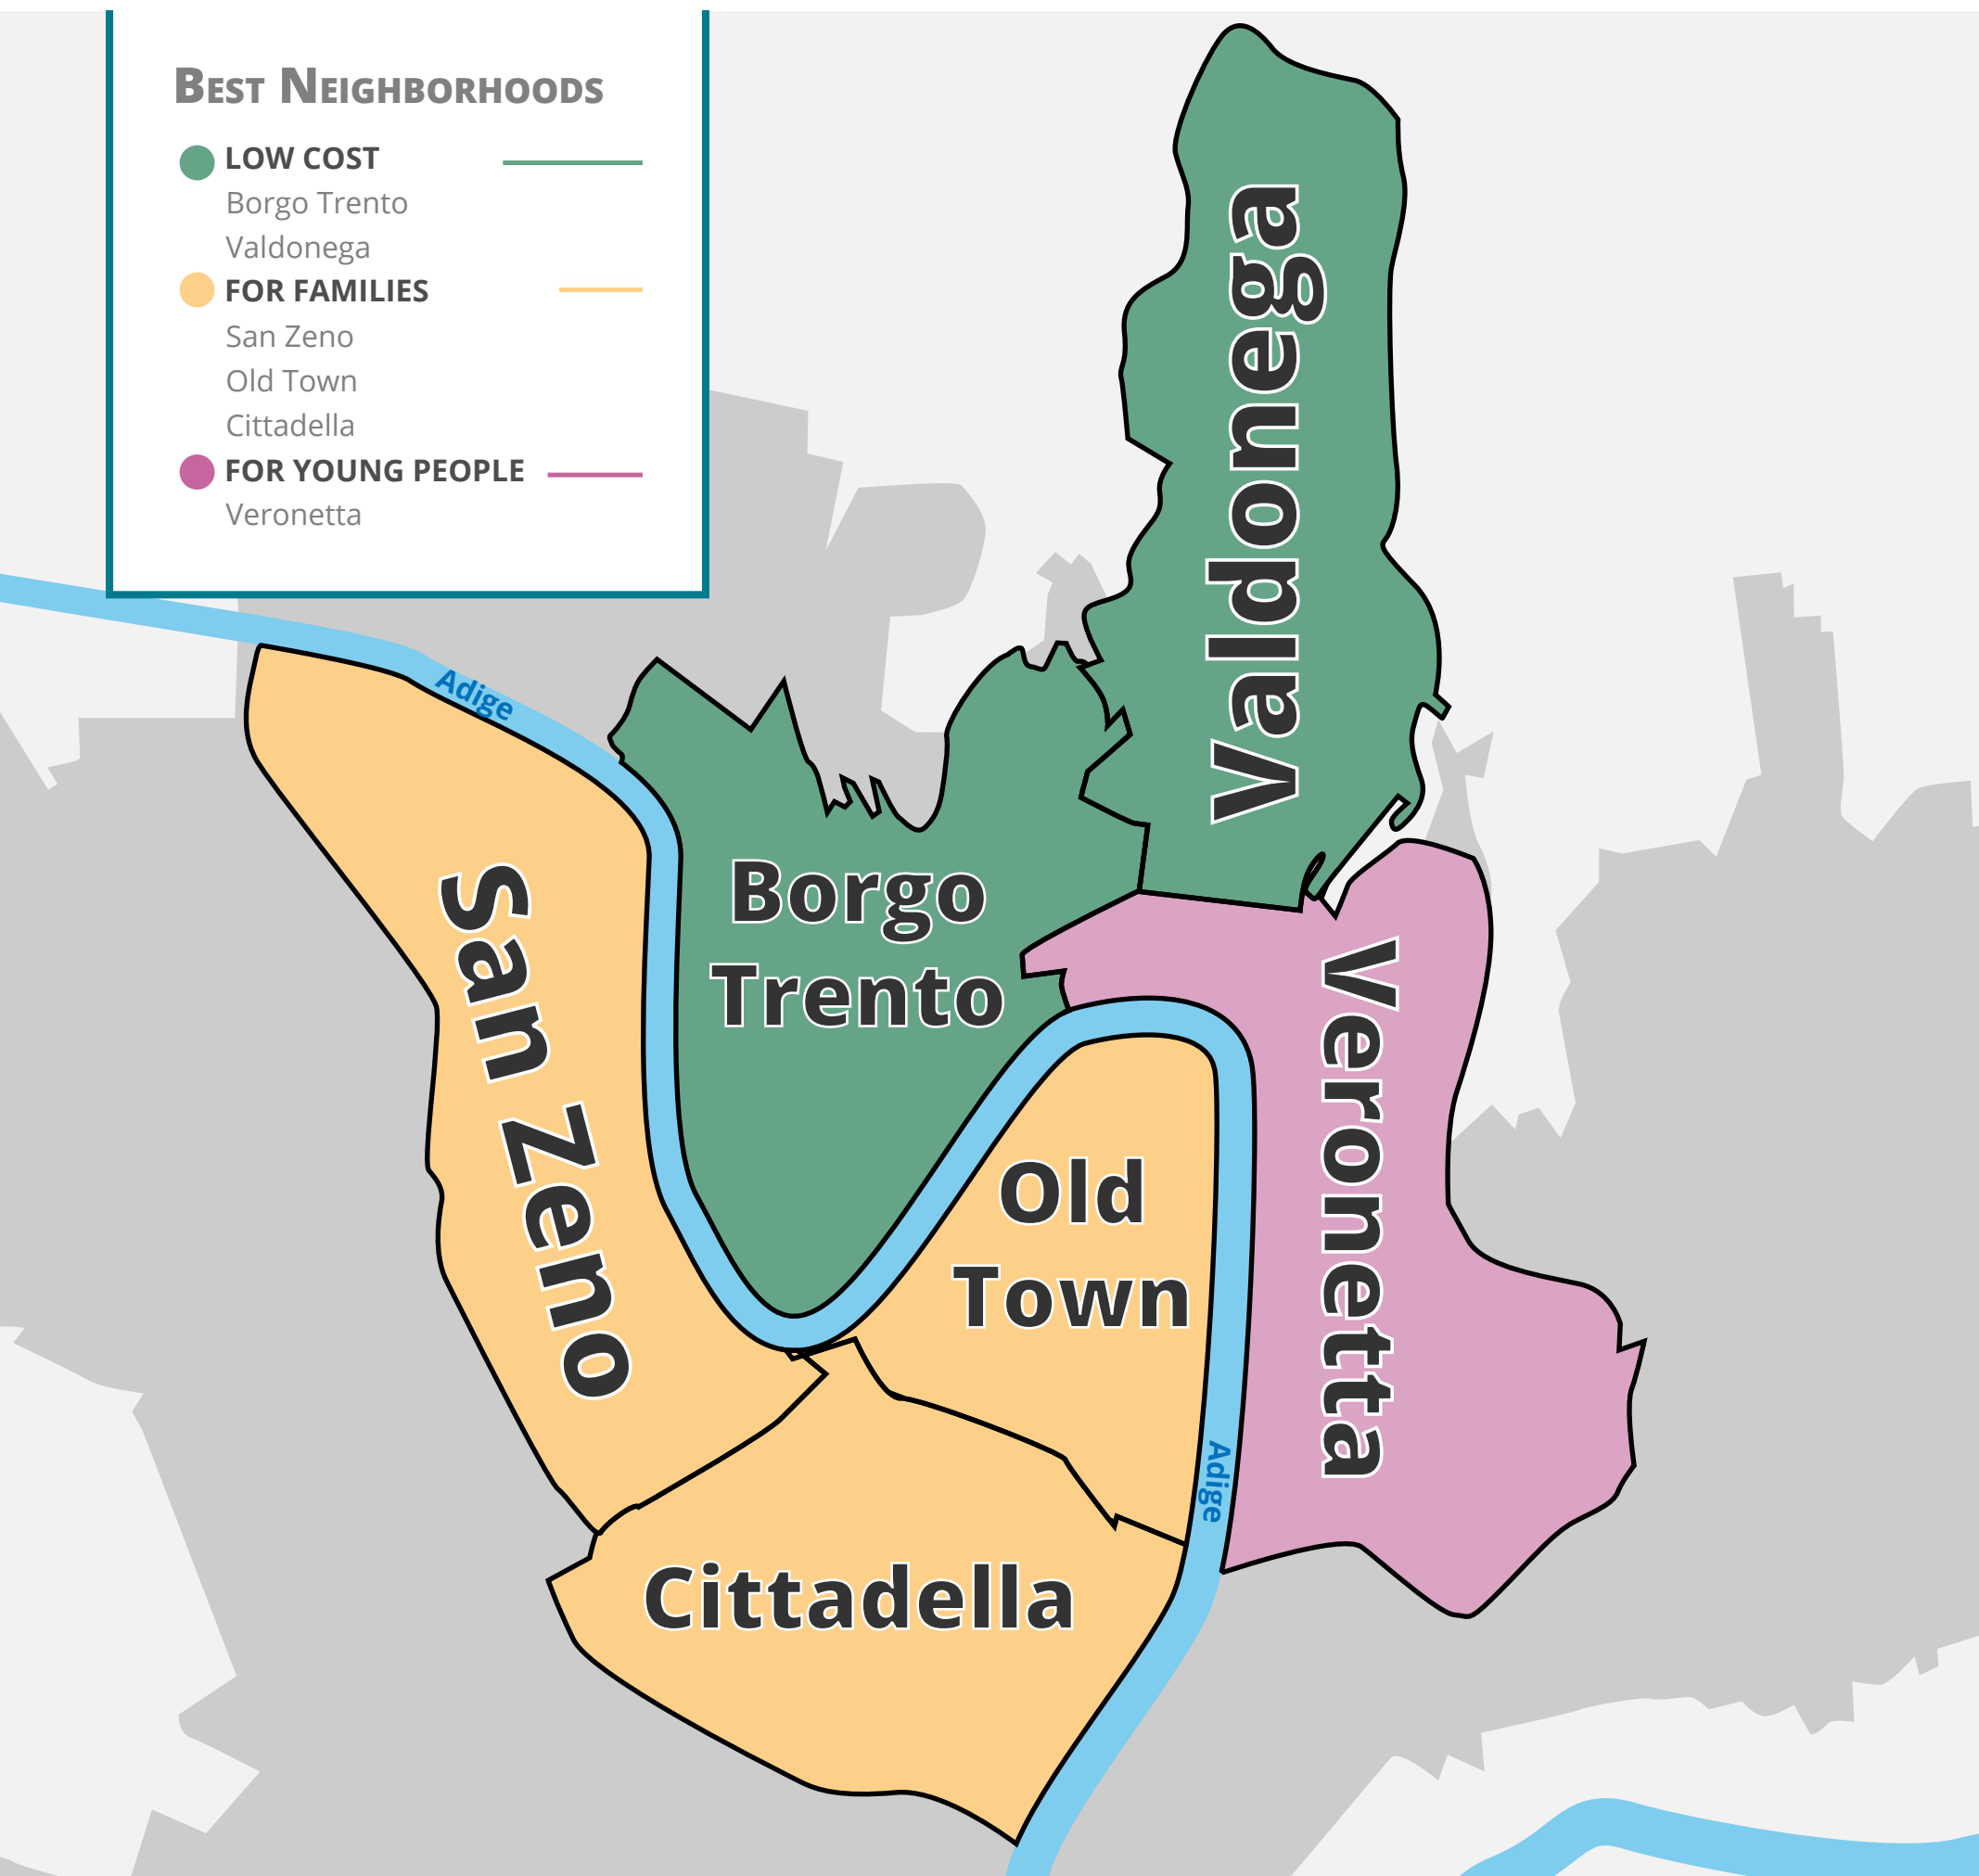 Best Neighborhoods
LOW COST
Borgo Trento
Valdonega
FOR FAMILIES
San Zeno
Old Town
Cittadella
FOR YOUNG PEOPLE
Veronetta
Valdonega
Adige
Borgo
Trento
San Zeno
Veronetta
Old
Town
Adige
Cittadella